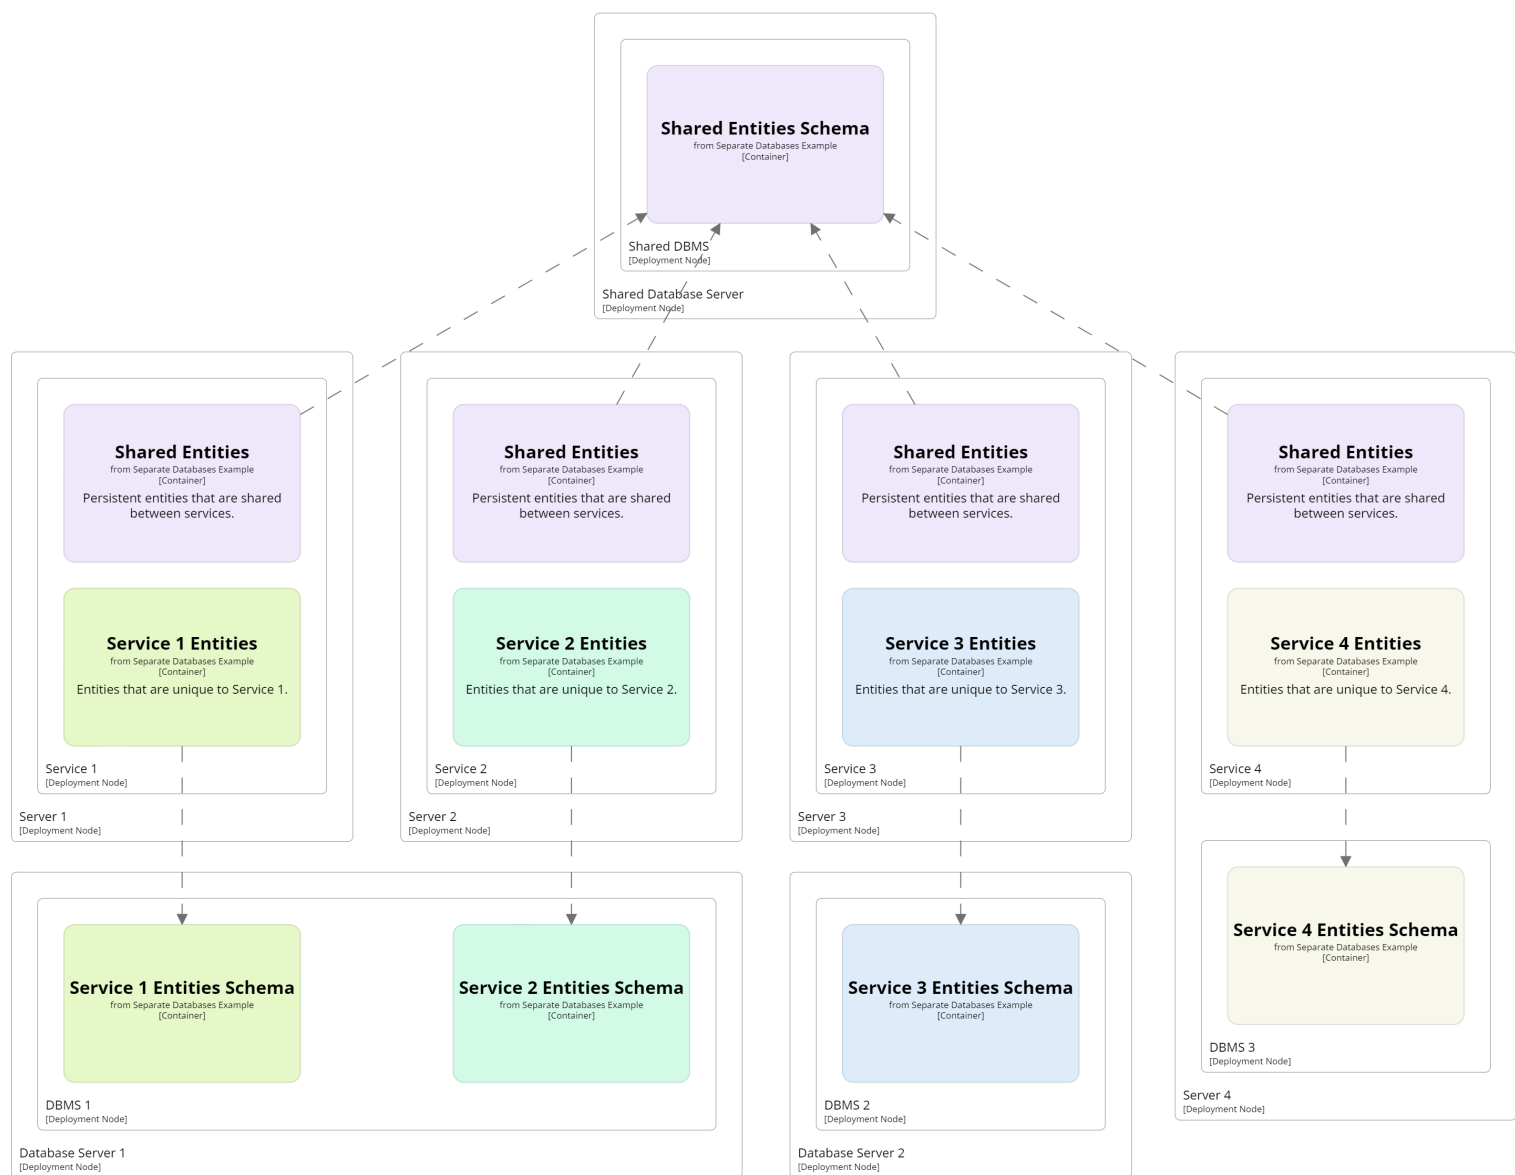 Shared Entities Schema
from Separate Databases Example
[Container]
Shared DBMS
[Deployment Node]
Shared Database Server
[Deployment Node]
Shared Entities
from Separate Databases Example
[Container]
Persistent entities that are shared
between services.
Service 1 Entities
from Separate Databases Example
[Container]
Entities that are unique to Service 1.
Service 1
[Deployment Node]
Server 1
[Deployment Node]
Shared Entities
from Separate Databases Example
[Container]
Persistent entities that are shared
between services.
Service 2 Entities
from Separate Databases Example
[Container]
Entities that are unique to Service 2.
Service 2
[Deployment Node]
Server 2
[Deployment Node]
Shared Entities
from Separate Databases Example
[Container]
Persistent entities that are shared
between services.
Service 3 Entities
from Separate Databases Example
[Container]
Entities that are unique to Service 3.
Service 3
[Deployment Node]
Server 3
[Deployment Node]
Shared Entities
from Separate Databases Example
[Container]
Persistent entities that are shared
between services.
Service 4 Entities
from Separate Databases Example
[Container]
Entities that are unique to Service 4.
Service 4
[Deployment Node]
Service 4 Entities Schema
from Separate Databases Example
[Container]
DBMS 3
[Deployment Node]
Server 4
[Deployment Node]
Service 1 Entities Schema
from Separate Databases Example
[Container]
Service 2 Entities Schema
from Separate Databases Example
[Container]
DBMS 1
[Deployment Node]
Database Server 1
[Deployment Node]
Service 3 Entities Schema
from Separate Databases Example
[Container]
DBMS 2
[Deployment Node]
Database Server 2
[Deployment Node]